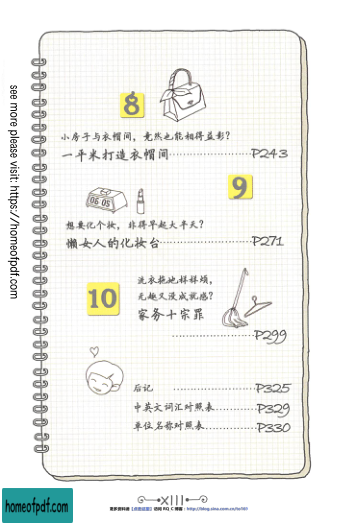 8
小房子与衣帽间，竟然也能相得益彰？
一平米打造衣帽间 P243
9
06 05
想要化个妆，非得早起大半天？
懒女人的化妆台 P271
10
洗衣拖地样样烦，
无趣又没成就感？
家务十宗罪
P299
后记 P325
中英文词汇对照表 P329
单位名称对照表 P330
XIII
see more please visit: https://homeofpdf.com
homeofpdf.com